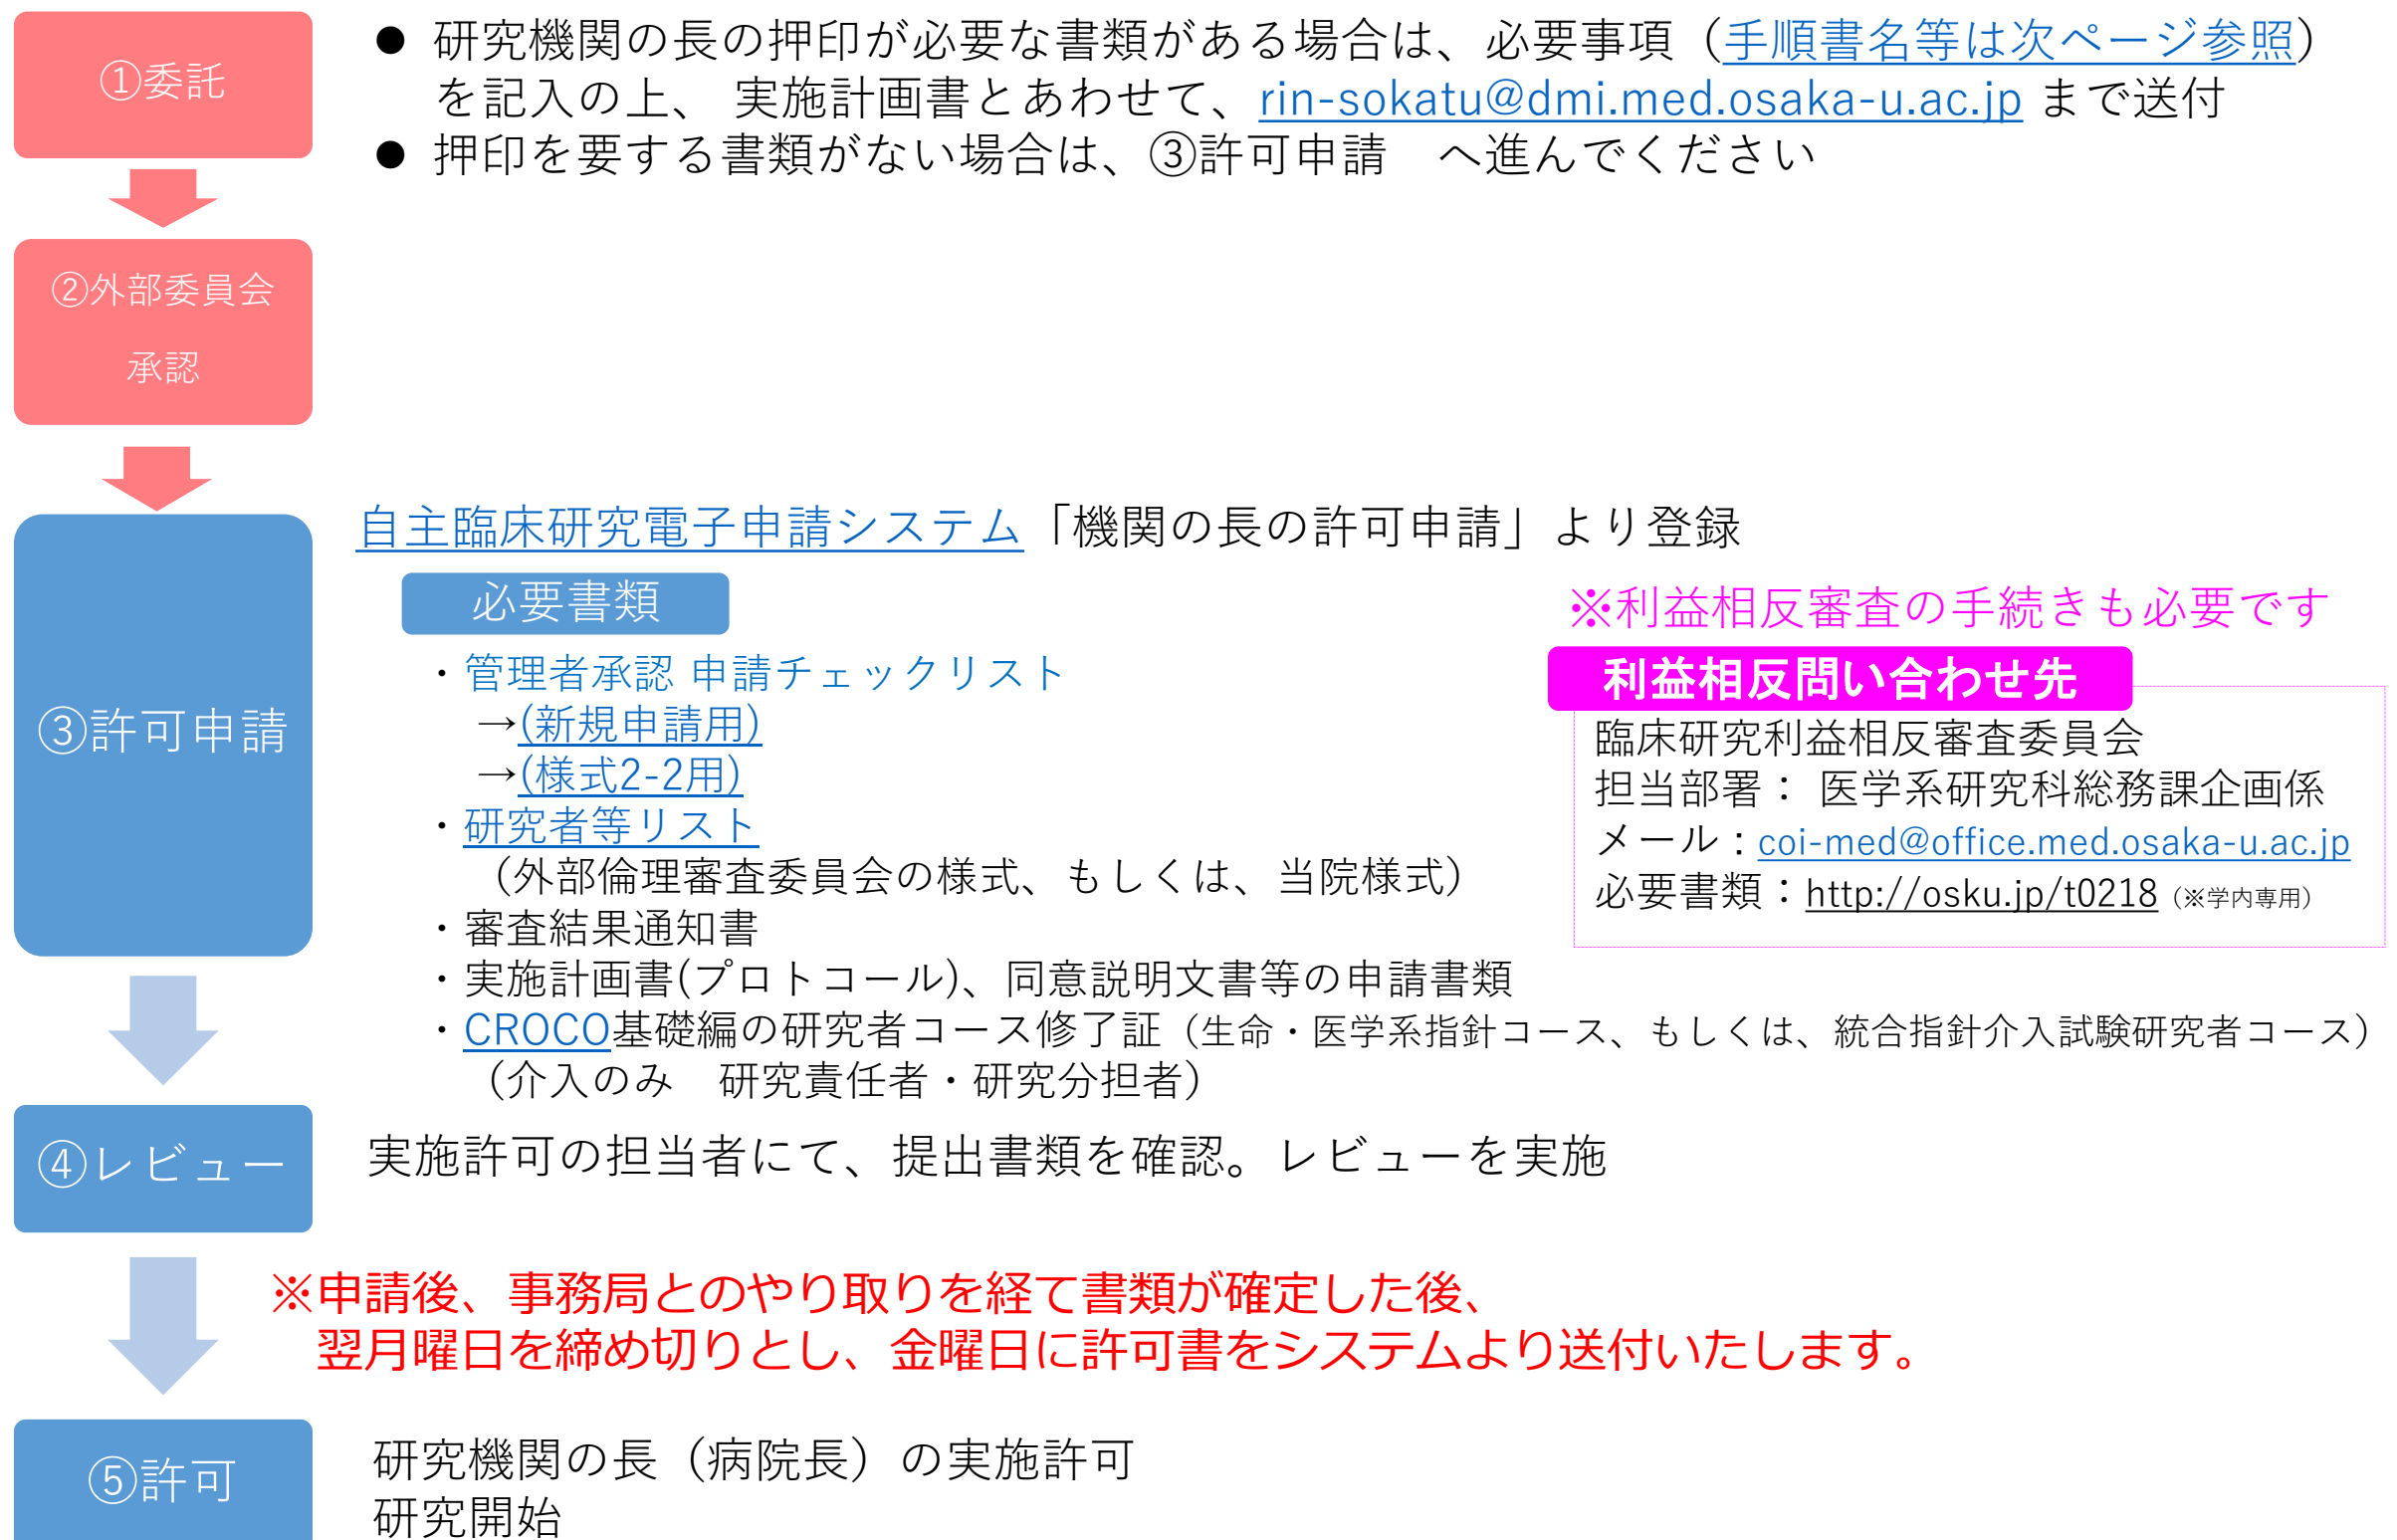 ①委託
● 研究機関の長の押印が必要な書類がある場合は、必要事項（手順書名等は次ページ参照）
を記入の上、 実施計画書とあわせて、rin-sokatu@dmi.med.osaka-u.ac.jp まで送付
● 押印を要する書類がない場合は、③許可申請　へ進んでください
②外部委員会
承認
③許可申請
自主臨床研究電子申請システム「機関の長の許可申請」より登録
必要書類
・管理者承認 申請チェックリスト
→(新規申請用)
→(様式2-2用)
・研究者等リスト
（外部倫理審査委員会の様式、もしくは、当院様式）
・審査結果通知書
・実施計画書(プロトコール)、同意説明文書等の申請書類
・CROCO基礎編の研究者コース修了証（生命・医学系指針コース、もしくは、統合指針介入試験研究者コース）
（介入のみ　研究責任者・研究分担者）
※利益相反審査の手続きも必要です
利益相反問い合わせ先
臨床研究利益相反審査委員会
担当部署： 医学系研究科総務課企画係
メール：coi-med@office.med.osaka-u.ac.jp
必要書類：http://osku.jp/t0218（※学内専用）
④レビュー
実施許可の担当者にて、提出書類を確認。レビューを実施
※申請後、事務局とのやり取りを経て書類が確定した後、
翌月曜日を締め切りとし、金曜日に許可書をシステムより送付いたします。
⑤許可
研究機関の長（病院長）の実施許可
研究開始